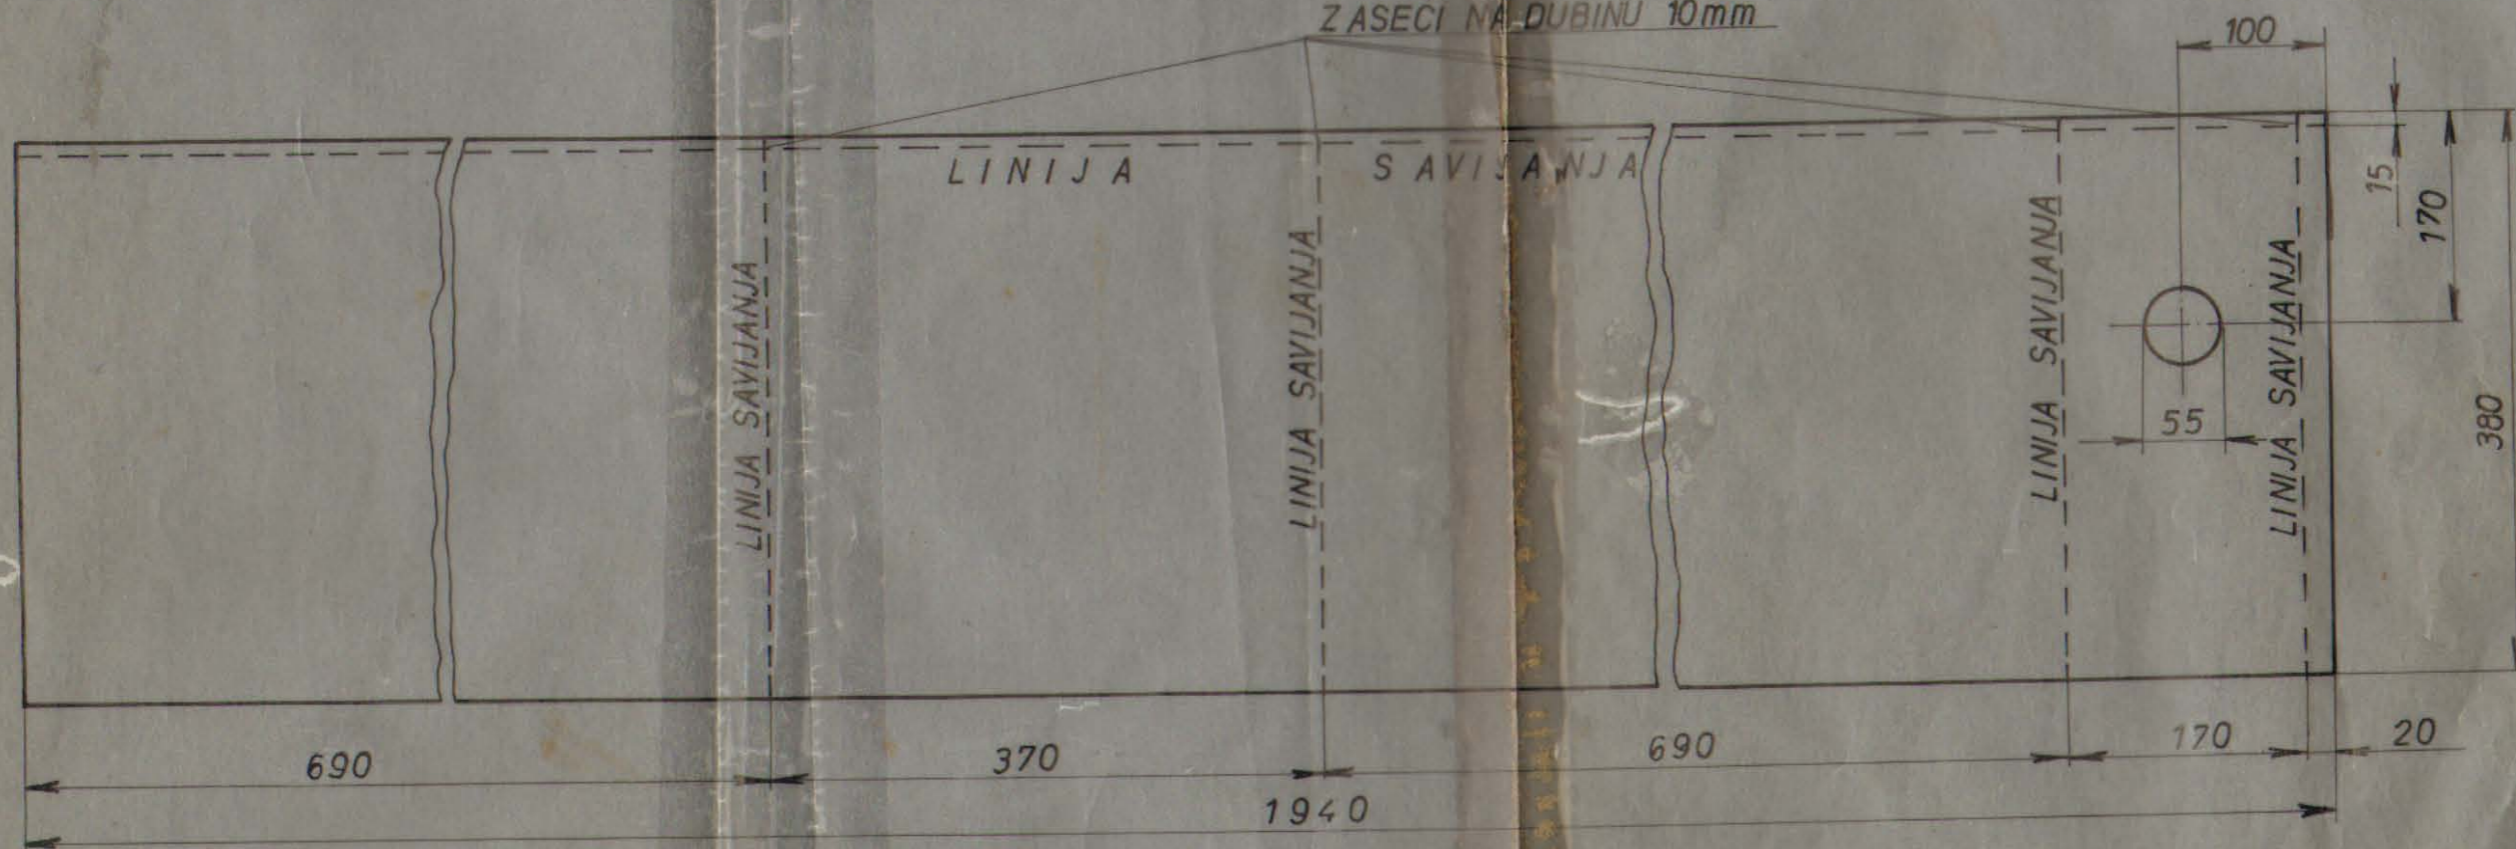 ZASECI NA DUBINU 10mm
100
LINIJA SAVIJANJA
15
170
LINIJA SAVIJANJA
LINIJA SAVIJANJA
LINIJA SAVIJANJA
LINIJA SAVIJANJA
55
380
690
370
690
170
20
1940